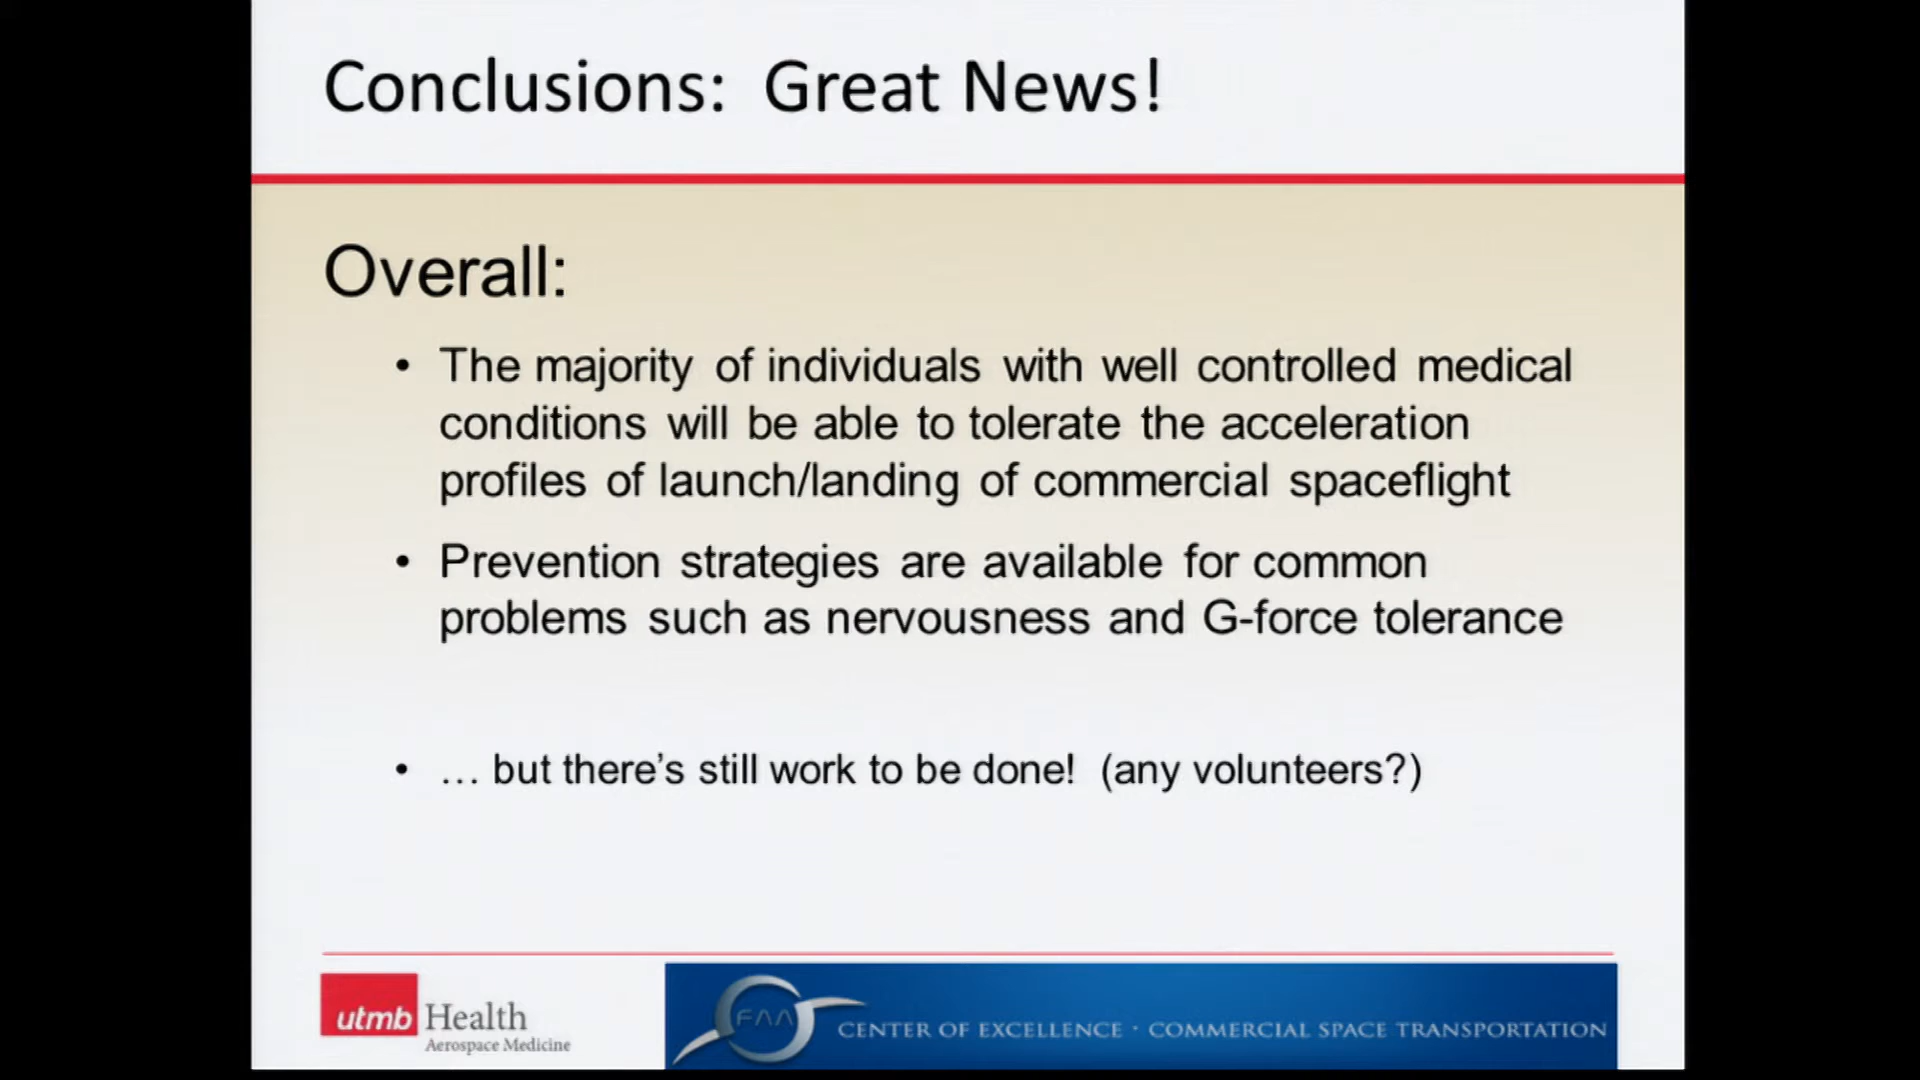 Conclusions: Great News!
Overall:
• The majority of individuals with well controlled medical
conditions will be able to tolerate the acceleration
profiles of launch/landing of commercial spaceflight
• Prevention strategies are available for common
problems such as nervousness and G-force tolerance
• … but there’s still work to be done! (any volunteers?)
utmb Health
Aerospace Medicine
FAA
CENTER OF EXCELLENCE · COMMERCIAL SPACE TRANSPORTATION